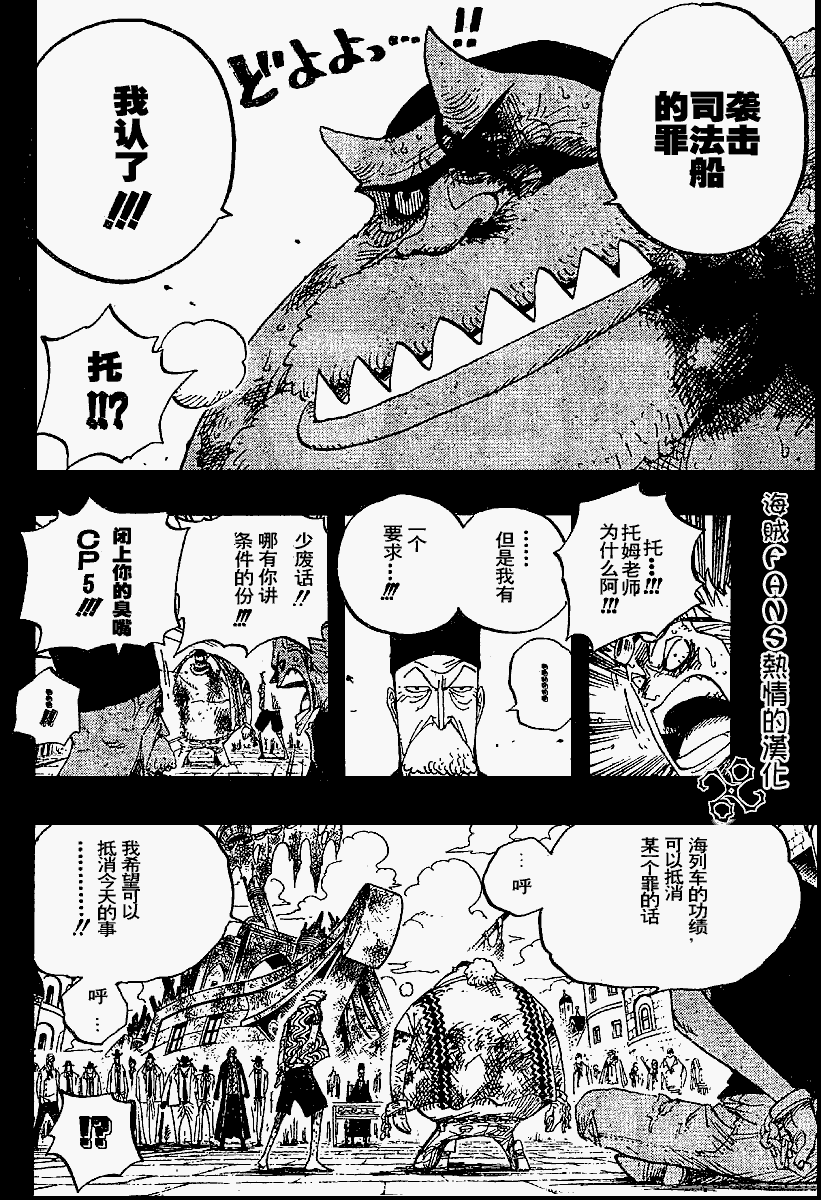 どよよっ…!!
袭击
司法船
的罪
我认了
!!!
托
!!?
托…!!!
托姆老师
为什么啊!!!
……
……
但是我有
一个
要求…!!!
少废话!!
哪有你讲
条件的份!!!
闭上你的臭嘴
CP5!!!
…!!
海贼FANS熱情的漢化
海列车的功绩,
可以抵消
某一个罪的话
…呼
我希望可以
抵消今天的事
………!!
呼…
!?